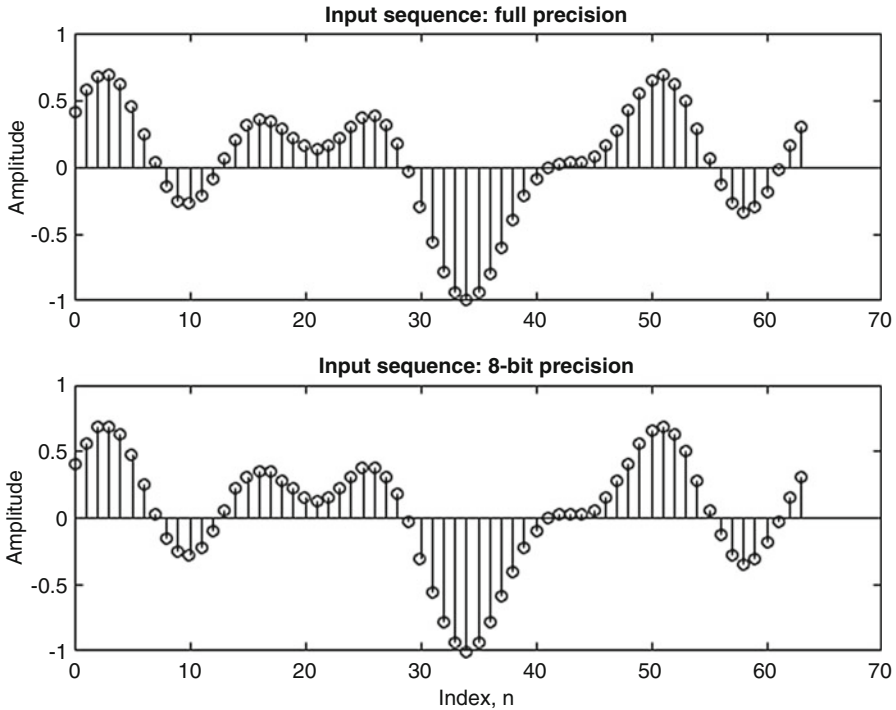 Input sequence: full precision
1
0.5
0
-0.5
-1
Amplitude
0 10 20 30 40 50 60 70
Input sequence: 8-bit precision
1
0.5
0
-0.5
-1
Amplitude
0 10 20 30 40 50 60 70
Index, n